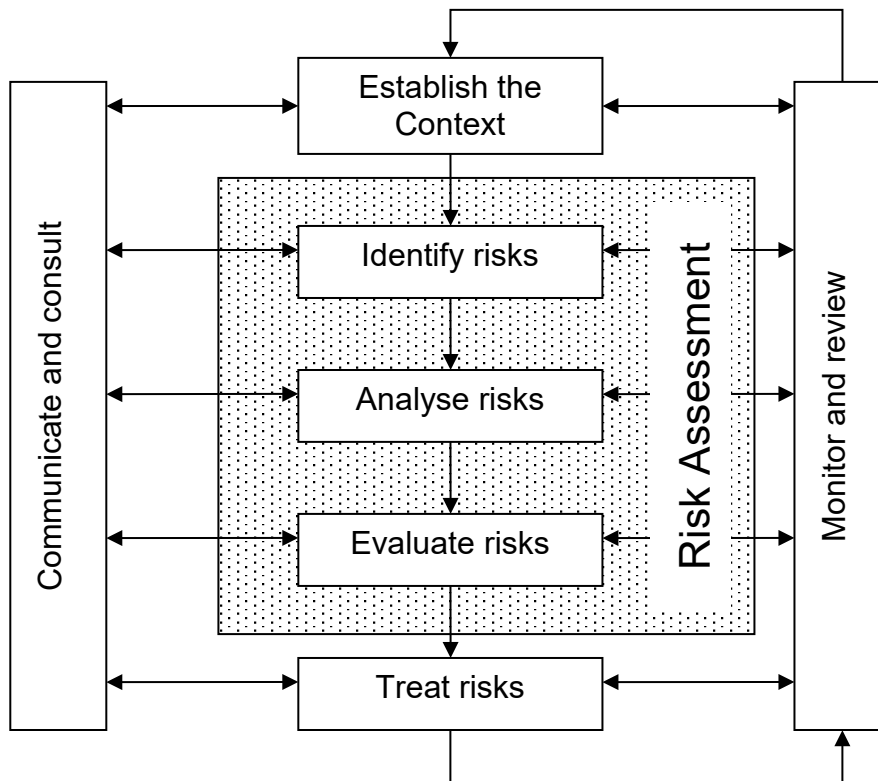 Establish the
Context
Communicate and consult
Identify risks
Analyse risks
Evaluate risks
Risk Assessment
Monitor and review
Treat risks